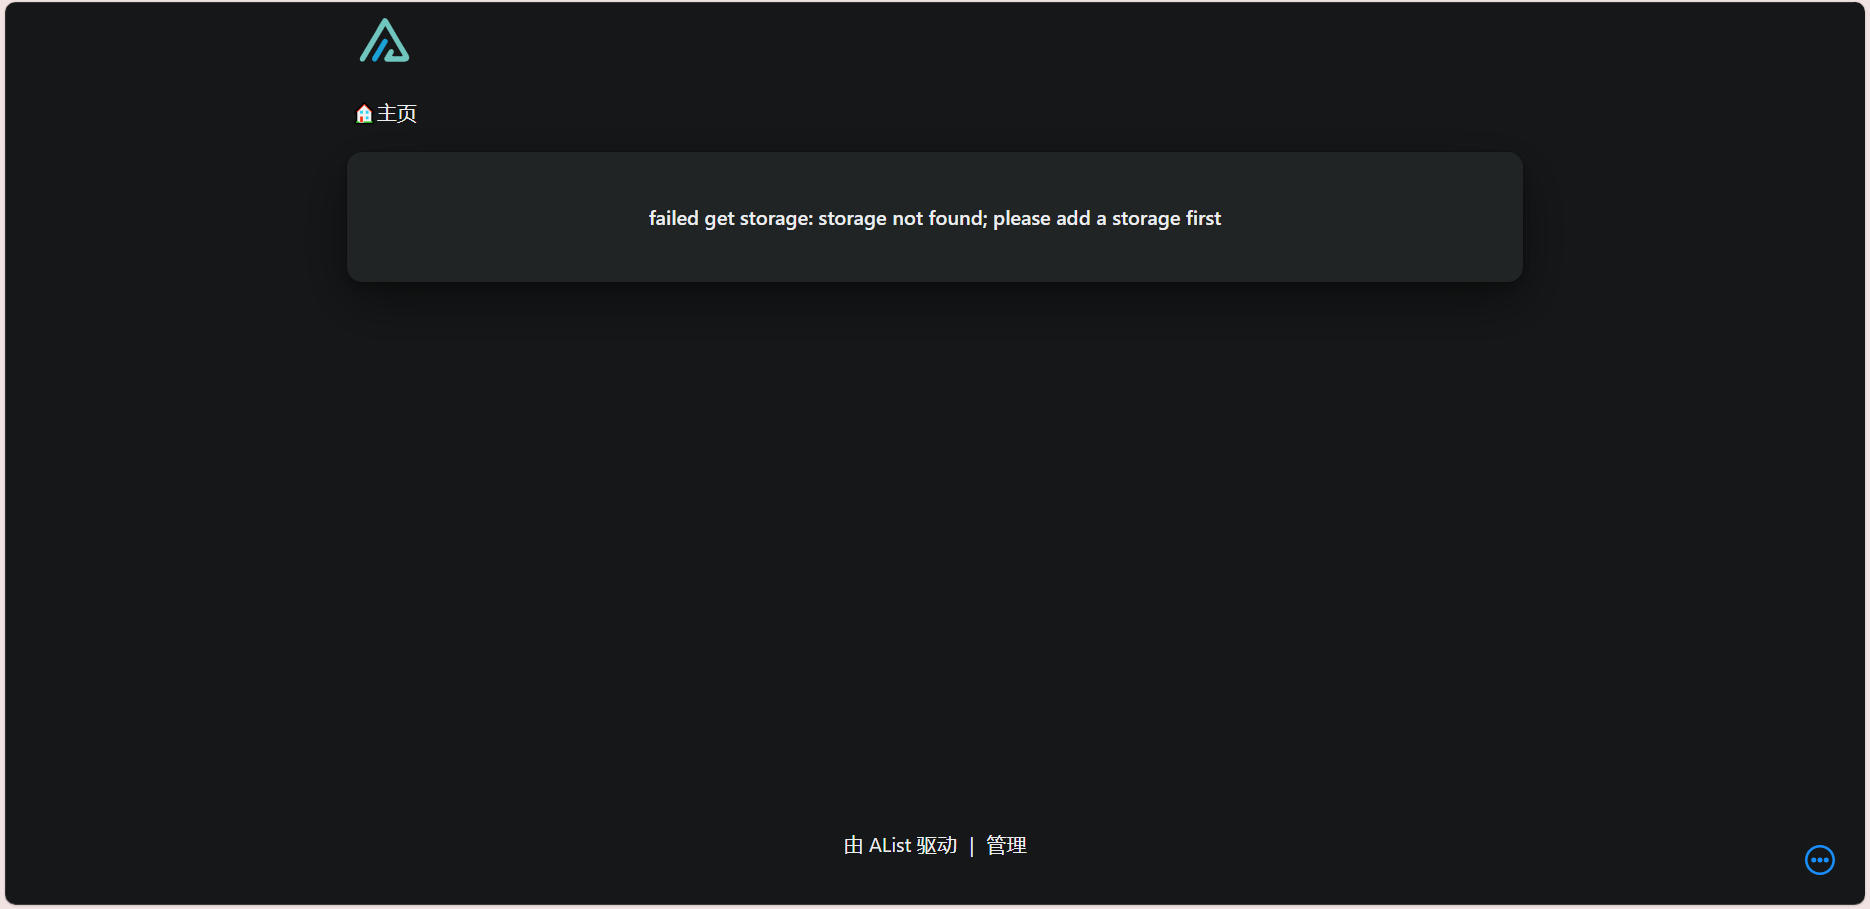 主页
failed get storage: storage not found; please add a storage first
由 AList 驱动 | 管理